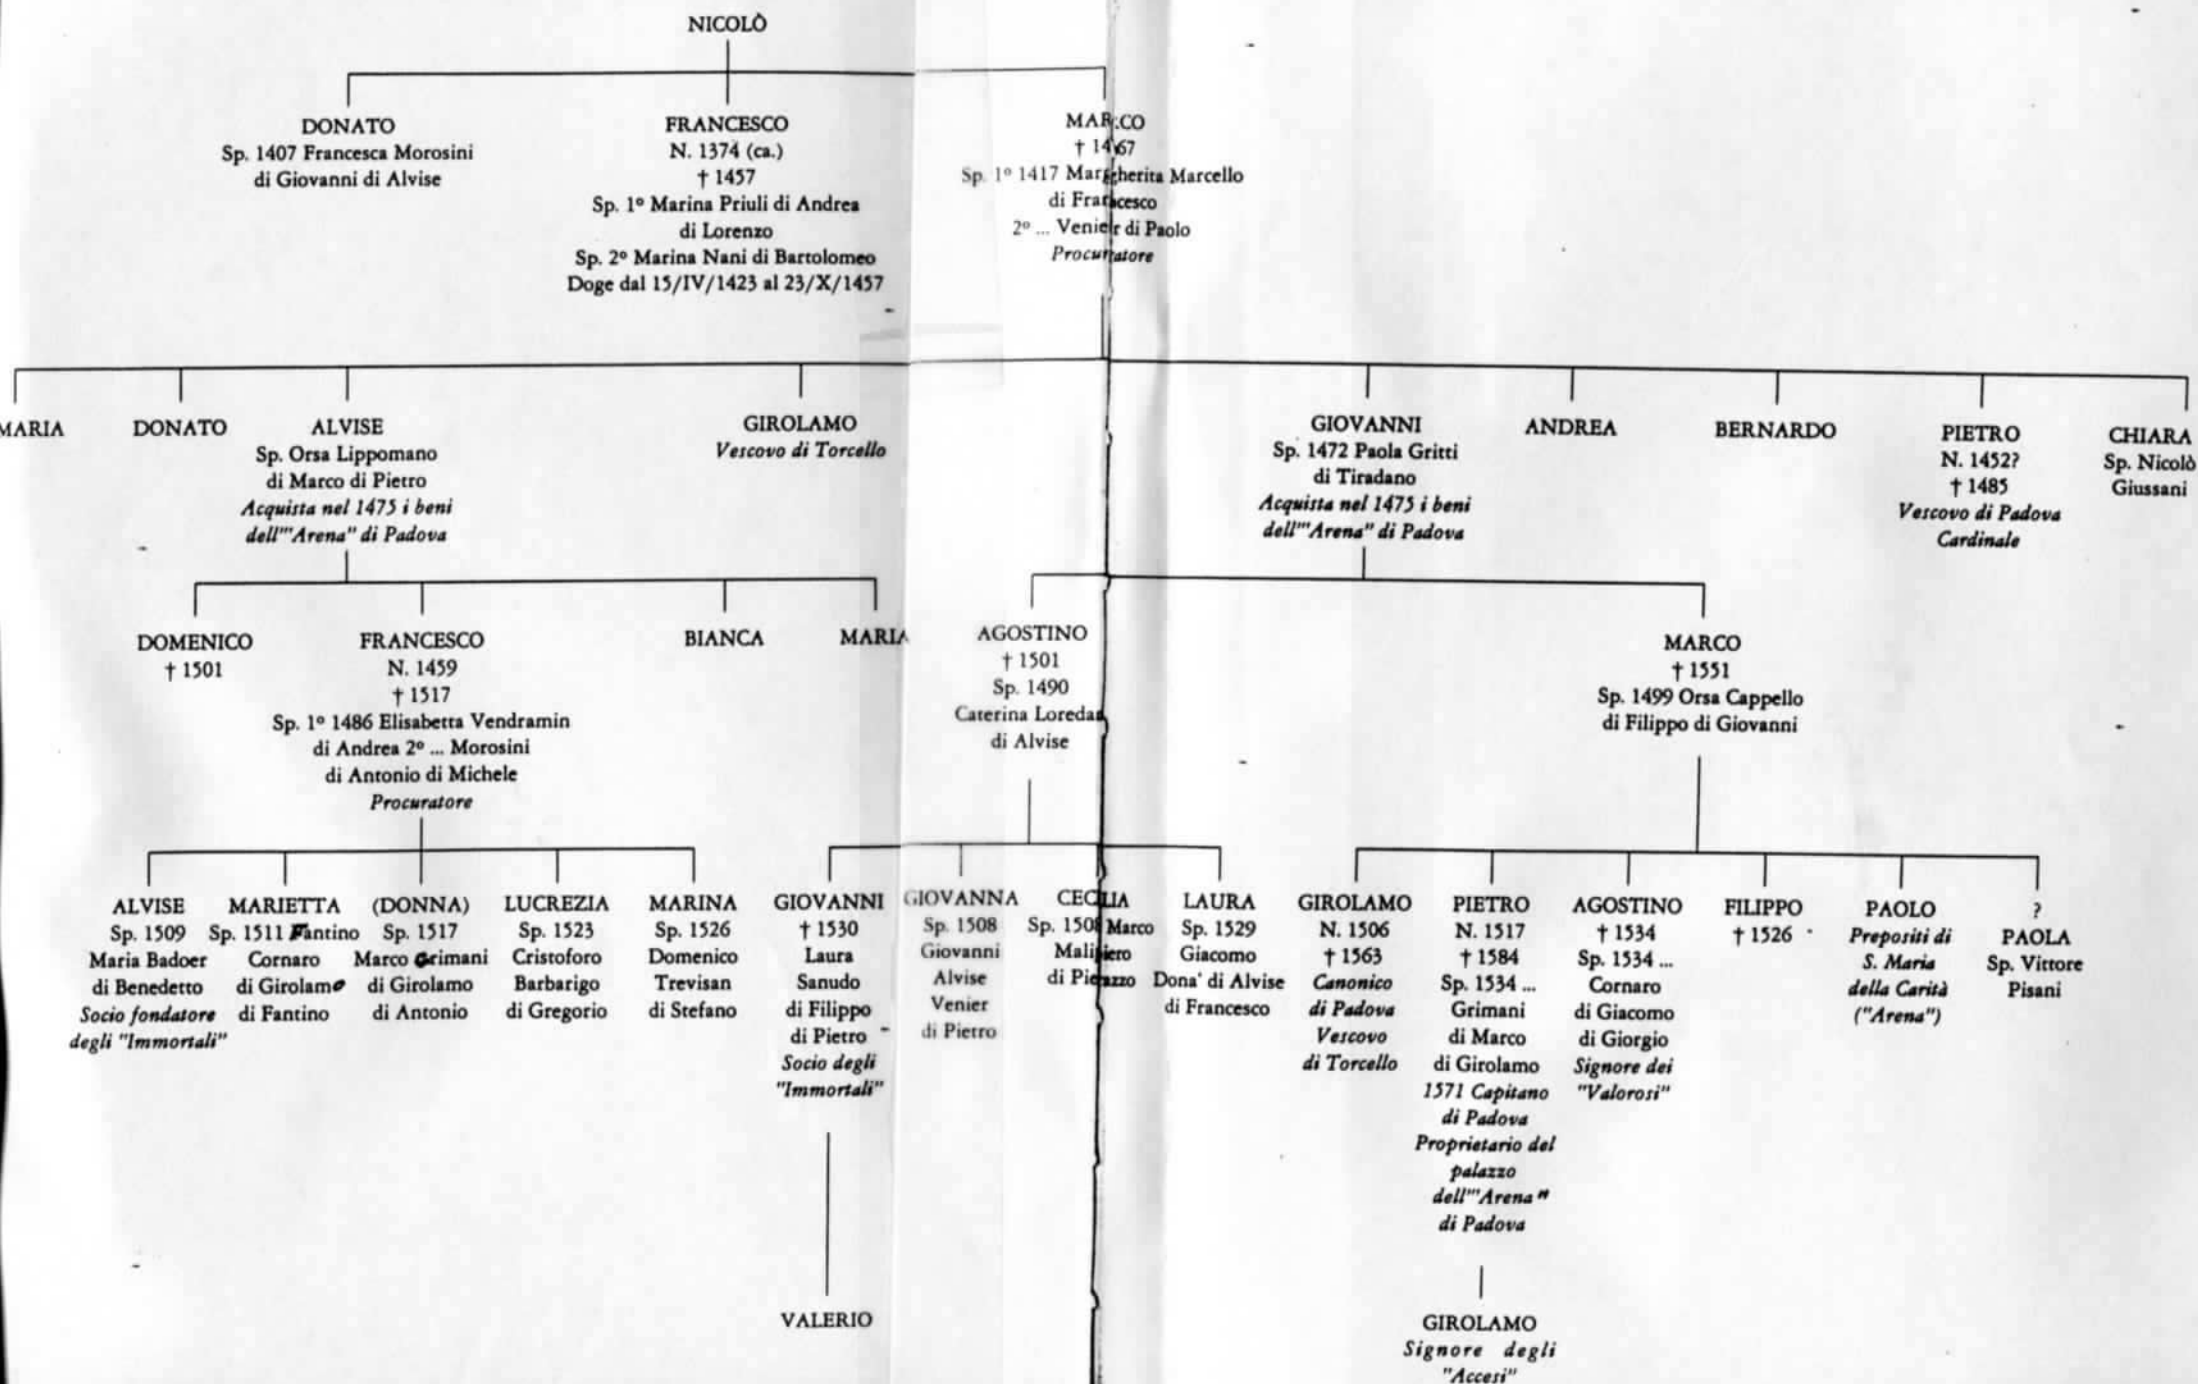 NICOLÒ
DONATO
Sp. 1407 Francesca Morosini
di Giovanni di Alvise
FRANCESCO
N. 1374 (ca.)
† 1457
Sp. 1º Marina Priuli di Andrea
di Lorenzo
Sp. 2º Marina Nani di Bartolomeo
Doge dal 15/IV/1423 al 23/X/1457
MARCO
† 1467
Sp. 1º 1417 Margherita Marcello
di Francesco
2º ... Venier di Paolo
Procuratore
MARIA
DONATO
ALVISE
Sp. Orsa Lippomano
di Marco di Pietro
Acquista nel 1475 i beni
dell'"Arena" di Padova
GIROLAMO
Vescovo di Torcello
GIOVANNI
Sp. 1472 Paola Gritti
di Tiradano
Acquista nel 1475 i beni
dell'"Arena" di Padova
ANDREA
BERNARDO
PIETRO
N. 1452?
† 1485
Vescovo di Padova
Cardinale
CHIARA
Sp. Nicolò
Giussani
DOMENICO
† 1501
FRANCESCO
N. 1459
† 1517
Sp. 1º 1486 Elisabetta Vendramin
di Andrea 2º ... Morosini
di Antonio di Michele
Procuratore
BIANCA
MARIA
AGOSTINO
† 1501
Sp. 1490
Caterina Loredan
di Alvise
MARCO
† 1551
Sp. 1499 Orsa Cappello
di Filippo di Giovanni
ALVISE
Sp. 1509
Maria Badoer
di Benedetto
Socio fondatore
degli "Immortali"
MARIETTA
Sp. 1511 Fantino
Cornaro
di Girolamo
di Fantino
(DONNA)
Sp. 1517
Marco Grimani
di Girolamo
di Antonio
LUCREZIA
Sp. 1523
Cristoforo
Barbarigo
di Gregorio
MARINA
Sp. 1526
Domenico
Trevisan
di Stefano
GIOVANNI
† 1530
Laura
Sanudo
di Filippo
di Pietro
Socio degli
"Immortali"
GIOVANNA
Sp. 1508
Giovanni
Alvise
Venier
di Pietro
CECILIA
Sp. 1508 Marco
Malipiero
di Pierazzo
LAURA
Sp. 1529
Giacomo
Dona' di Alvise
di Francesco
GIROLAMO
N. 1506
† 1563
Canonico
di Padova
Vescovo
di Torcello
PIETRO
N. 1517
† 1584
Sp. 1534 ...
Grimani
di Marco
di Girolamo
1571 Capitano
di Padova
Proprietario del
palazzo
dell'"Arena"
di Padova
AGOSTINO
† 1534
Sp. 1534 ...
Cornaro
di Giacomo
di Giorgio
Signore dei
"Valorosi"
FILIPPO
† 1526
PAOLO
Prepositi di
S. Maria
della Carità
("Arena")
?
PAOLA
Sp. Vittore
Pisani
VALERIO
GIROLAMO
Signore degli
"Accesi"